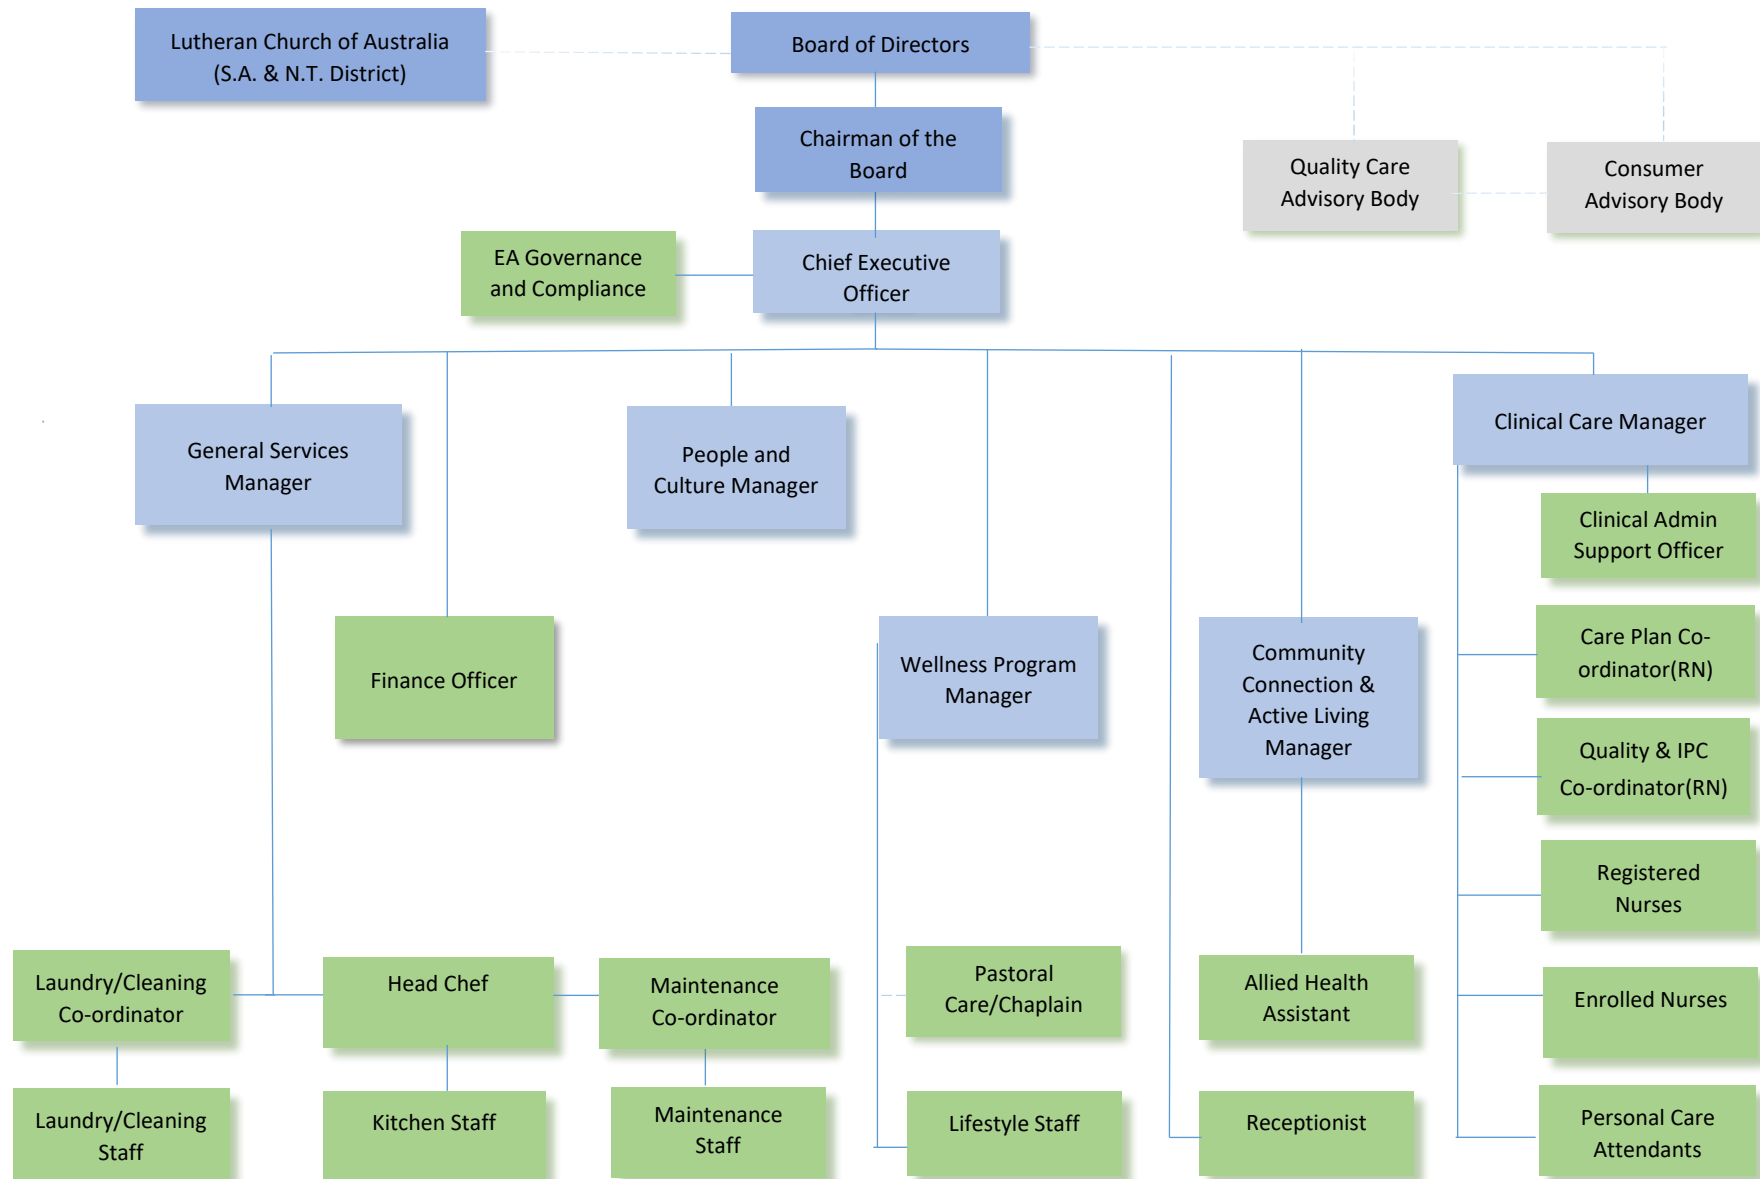 Lutheran Church of Australia
(S.A. & N.T. District)
Board of Directors
Chairman of the
Board
Quality Care
Advisory Body
Consumer
Advisory Body
EA Governance
and Compliance
Chief Executive
Officer
General Services
Manager
People and
Culture Manager
Clinical Care Manager
Clinical Admin
Support Officer
Finance Officer
Wellness Program
Manager
Community
Connection &
Active Living
Manager
Care Plan Co-
ordinator(RN)
Quality & IPC
Co-ordinator(RN)
Registered
Nurses
Laundry/Cleaning
Co-ordinator
Head Chef
Maintenance
Co-ordinator
Pastoral
Care/Chaplain
Allied Health
Assistant
Enrolled Nurses
Laundry/Cleaning
Staff
Kitchen Staff
Maintenance
Staff
Lifestyle Staff
Receptionist
Personal Care
Attendants